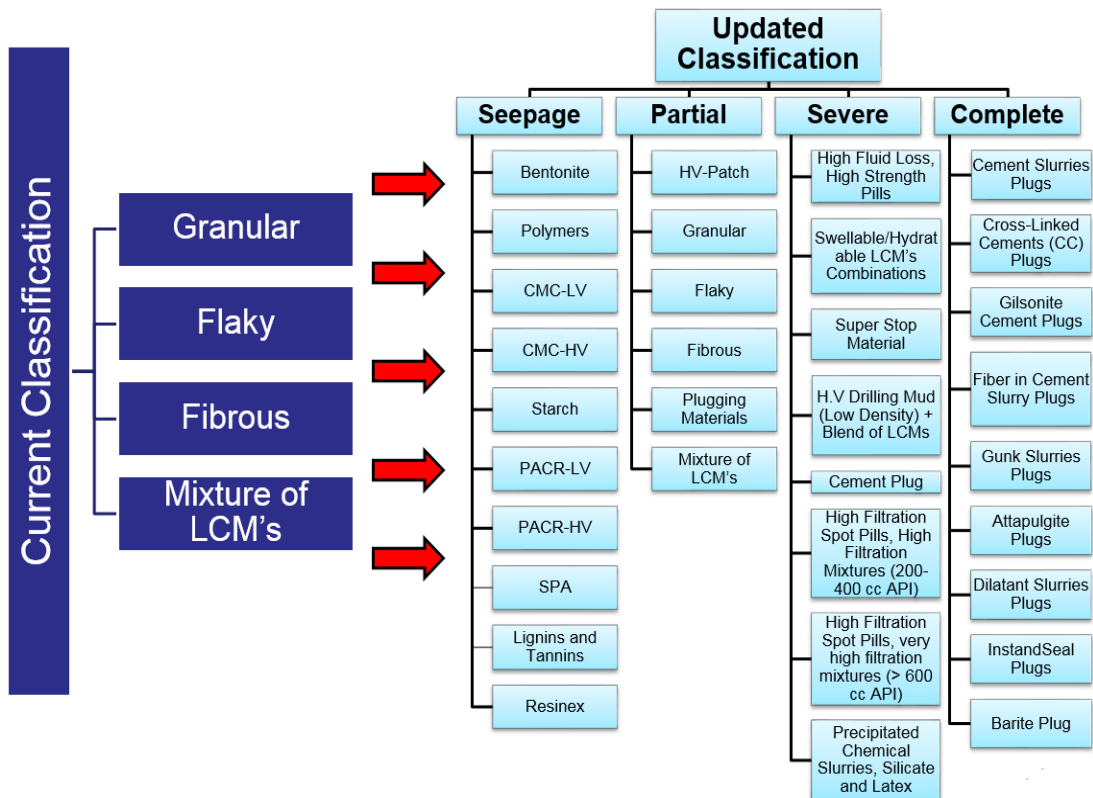 Current Classification
Granular
Flaky
Fibrous
Mixture of
LCM's
Updated
Classification
Seepage
Bentonite
Polymers
CMC-LV
CMC-HV
Starch
PACR-LV
PACR-HV
SPA
Lignins and
Tannins
Resinex
Partial
HV-Patch
Granular
Flaky
Fibrous
Plugging
Materials
Mixture of
LCM's
Severe
High Fluid Loss,
High Strength
Pills
Swellable/Hydrat
able LCM's
Combinations
Super Stop
Material
H.V Drilling Mud
(Low Density) +
Blend of LCMs
Cement Plug
High Filtration
Spot Pills, High
Filtration
Mixtures (200-
400 cc API)
High Filtration
Spot Pills, very
high filtration
mixtures (> 600
cc API)
Precipitated
Chemical
Slurries, Silicate
and Latex
Complete
Cement Slurries
Plugs
Cross-Linked
Cements (CC)
Plugs
Gilsonite
Cement Plugs
Fiber in Cement
Slurry Plugs
Gunk Slurries
Plugs
Attapulgite
Plugs
Dilatant Slurries
Plugs
InstandSeal
Plugs
Barite Plug